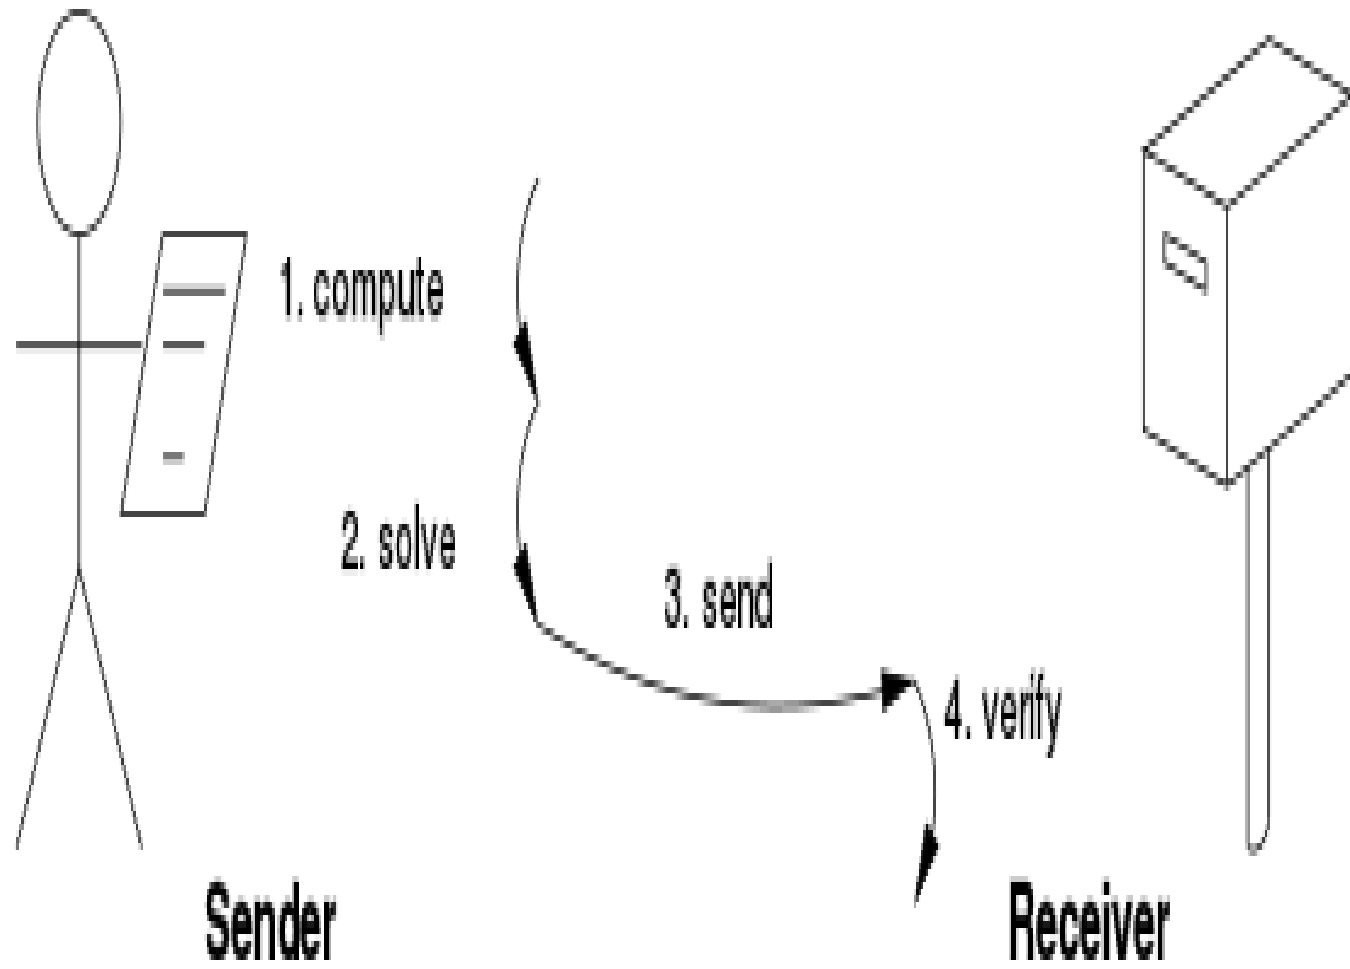 1. compute
2. solve
3. send
4. verify
Sender
Receiver